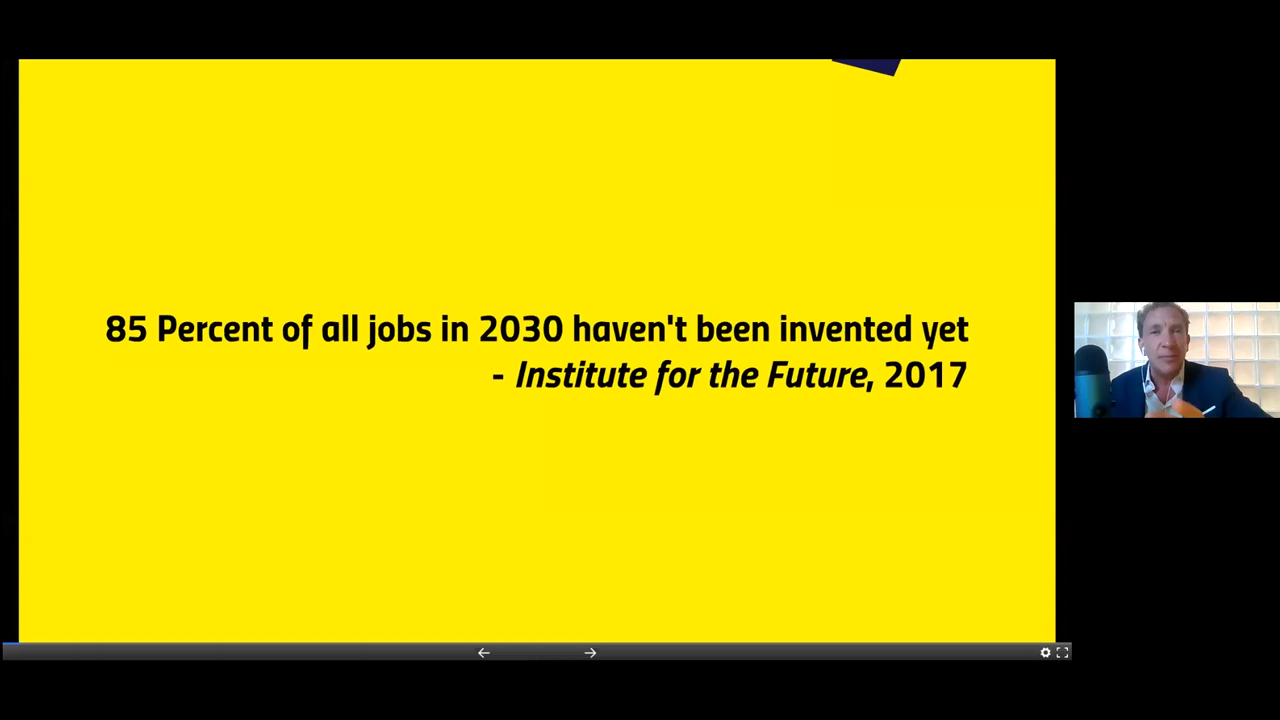 85 Percent of all jobs in 2030 haven't been invented yet
- Institute for the Future, 2017